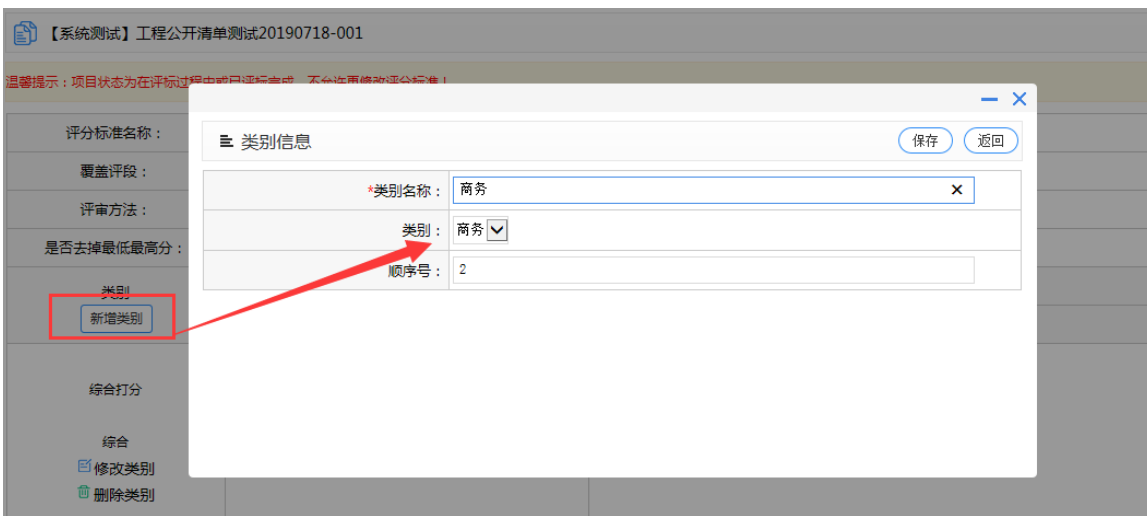 【系统测试】工程公开清单测试20190718-001
温馨提示：项目状态为在评标过程中或已评标完成，不允许再修改评分标准！
评分标准名称：
覆盖评段：
评审方法：
是否去掉最低最高分：
类别
新增类别
综合打分
综合
修改类别
删除类别
类别信息
保存 返回
*类别名称： 商务
类别： 商务
顺序号： 2